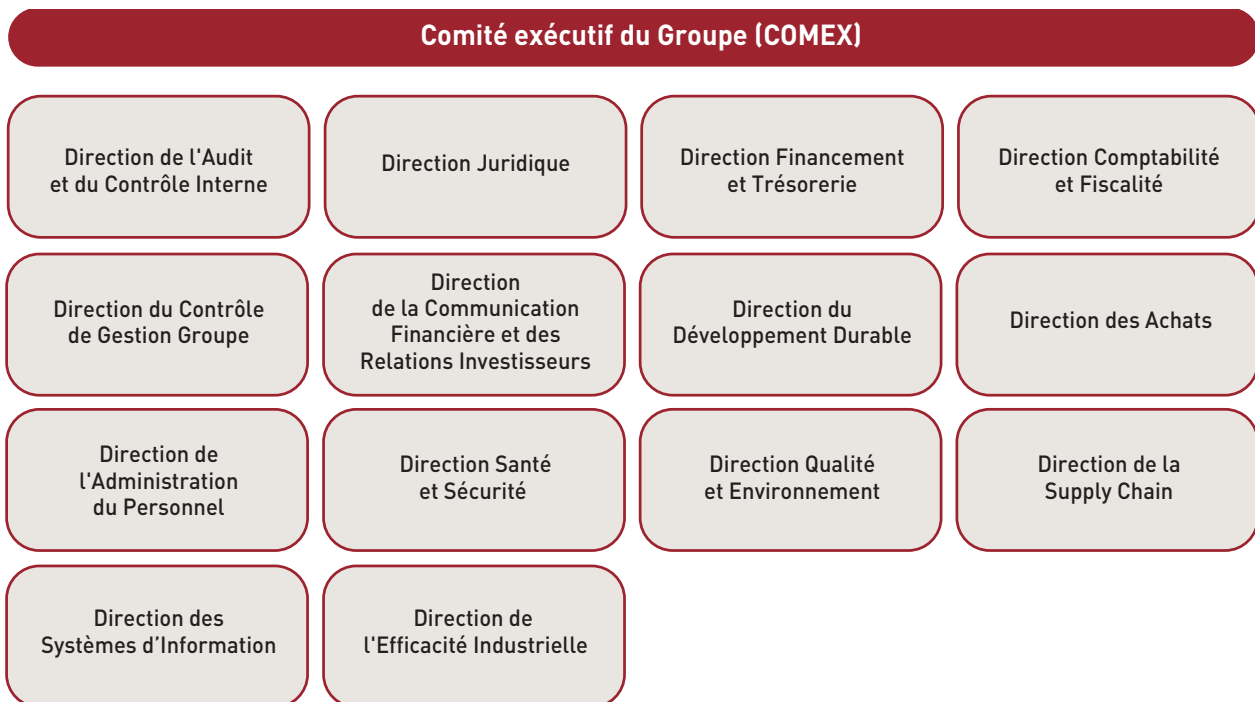 Comité exécutif du Groupe (COMEX)
Direction de l'Audit
et du Contrôle Interne
Direction Juridique
Direction Financement
et Trésorerie
Direction Comptabilité
et Fiscalité
Direction du Contrôle
de Gestion Groupe
Direction
de la Communication
Financière et des
Relations Investisseurs
Direction du
Développement Durable
Direction des Achats
Direction de
l'Administration
du Personnel
Direction Santé
et Sécurité
Direction Qualité
et Environnement
Direction de la
Supply Chain
Direction des
Systèmes d’Information
Direction de
l'Efficacité Industrielle